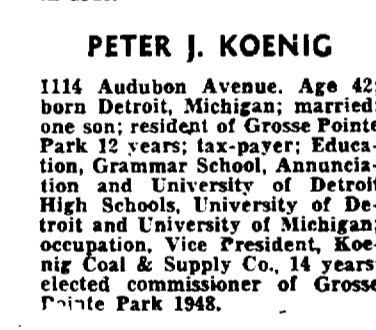 PETER J. KOENIG
1114 Audubon Avenue. Age 42;
born Detroit, Michigan; married;
one son; resident of Grosse Pointe
Park 12 years; tax-payer; Educa-
tion, Grammar School, Annuncia-
tion and University of Detroit
High Schools, University of De-
troit and University of Michigan;
occupation, Vice President, Koe-
nig Coal & Supply Co., 14 years;
elected commissioner of Grosse
Pointe Park 1948.